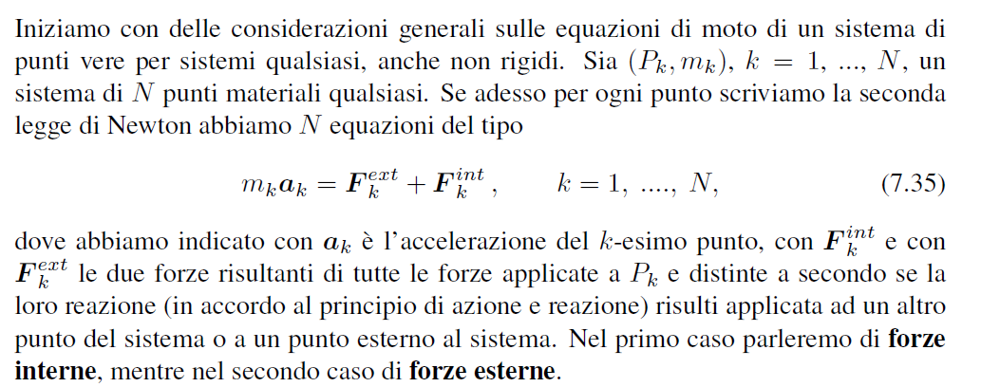 Iniziamo con delle considerazioni generali sulle equazioni di moto di un sistema di
punti vere per sistemi qualsiasi, anche non rigidi. Sia (Pₖ, mₖ), k = 1, ..., N, un
sistema di N punti materiali qualsiasi. Se adesso per ogni punto scriviamo la seconda
legge di Newton abbiamo N equazioni del tipo
$m_k \boldsymbol{a}_k = \boldsymbol{F}_k^{ext} + \boldsymbol{F}_k^{int}, \quad k = 1, ...., N,$ (7.35)
dove abbiamo indicato con $\boldsymbol{a}_k$ è l'accelerazione del k-esimo punto, con $\boldsymbol{F}_k^{int}$ e con
$\boldsymbol{F}_k^{ext}$ le due forze risultanti di tutte le forze applicate a $P_k$ e distinte a secondo se la
loro reazione (in accordo al principio di azione e reazione) risulti applicata ad un altro
punto del sistema o a un punto esterno al sistema. Nel primo caso parleremo di forze
interne, mentre nel secondo caso di forze esterne.